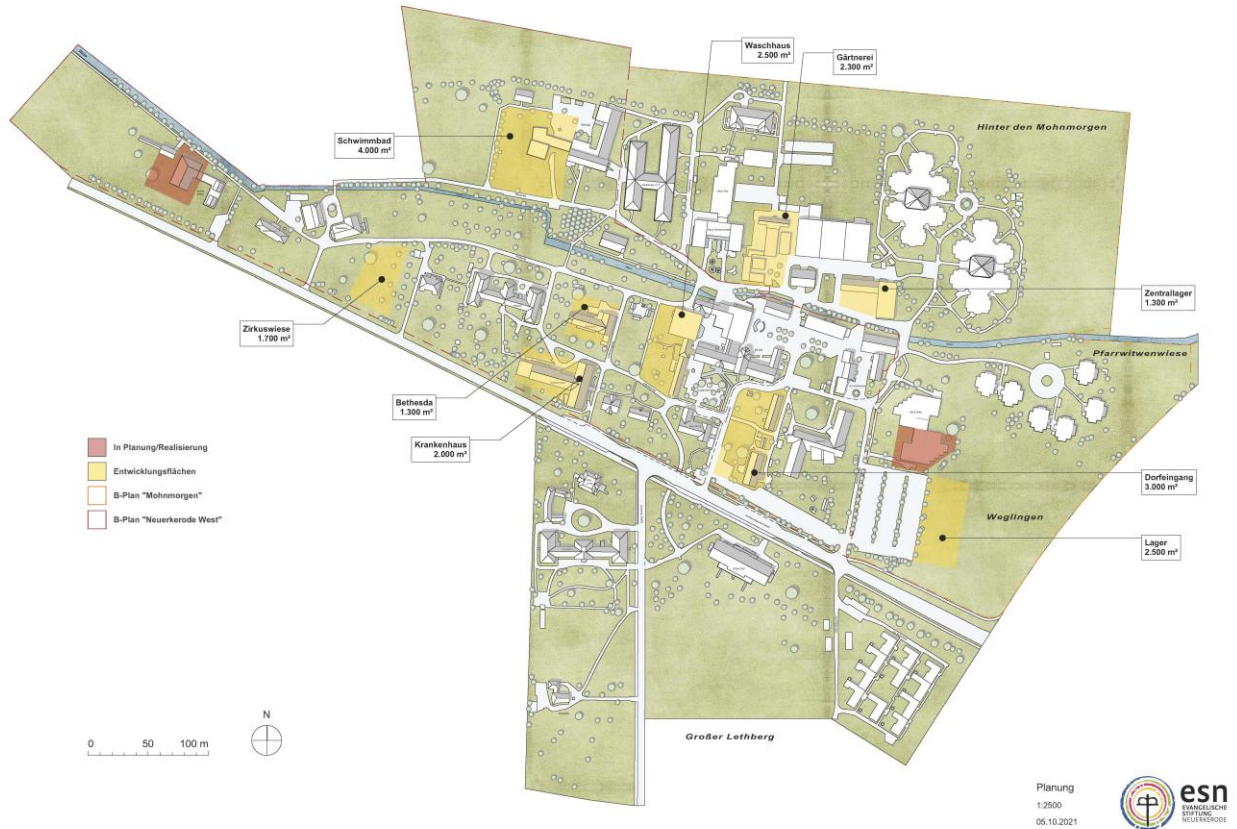 Waschhaus
2.500 m²
Gärtnerei
2.300 m²
Hinter den Mohnmorgen
Schwimmbad
4.000 m²
Zentrallager
1.300 m²
Zirkuswiese
1.700 m²
Pfarrwitwenwiese
Bethesda
1.300 m²
Krankenhaus
2.000 m²
In Planung/Realisierung
Entwicklungsflächen
B-Plan "Mohnmorgen"
B-Plan "Neuerkerode West"
Dorfeingang
3.000 m²
Weglingen
Lager
2.500 m²
N
0 50 100 m
Großer Lethberg
Planung
1:2500
05.10.2021
esn
EVANGELISCHE
STIFTUNG
NEUERKERODE